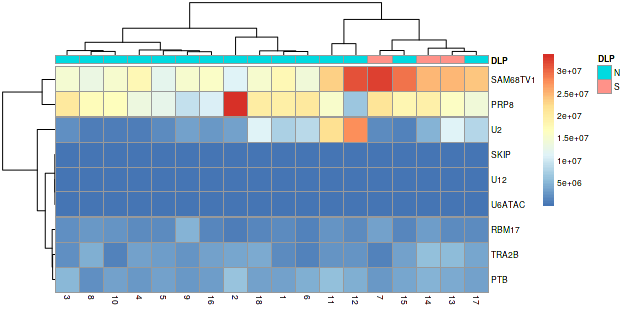 DLP
DLP
N
S
SAM68TV1
PRP8
U2
SKIP
U12
U6ATAC
RBM17
TRA2B
PTB
3e+07
2.5e+07
2e+07
1.5e+07
1e+07
5e+06
3 8 10 4 5 9 16 2 18 1 6 11 12 7 15 14 13 17